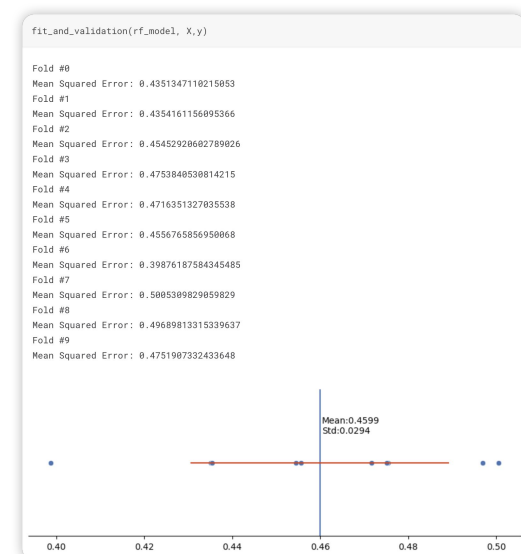 fit_and_validation(rf_model, X,y)
Fold #0
Mean Squared Error: 0.4351347110215053
Fold #1
Mean Squared Error: 0.4354161156095366
Fold #2
Mean Squared Error: 0.45452920602789026
Fold #3
Mean Squared Error: 0.4753840530814215
Fold #4
Mean Squared Error: 0.4716351327035538
Fold #5
Mean Squared Error: 0.4556765856950068
Fold #6
Mean Squared Error: 0.39876187584345485
Fold #7
Mean Squared Error: 0.5005309829059829
Fold #8
Mean Squared Error: 0.49689813315339637
Fold #9
Mean Squared Error: 0.4751907332433648
Mean:0.4599
Std:0.0294
0.40 0.42 0.44 0.46 0.48 0.50